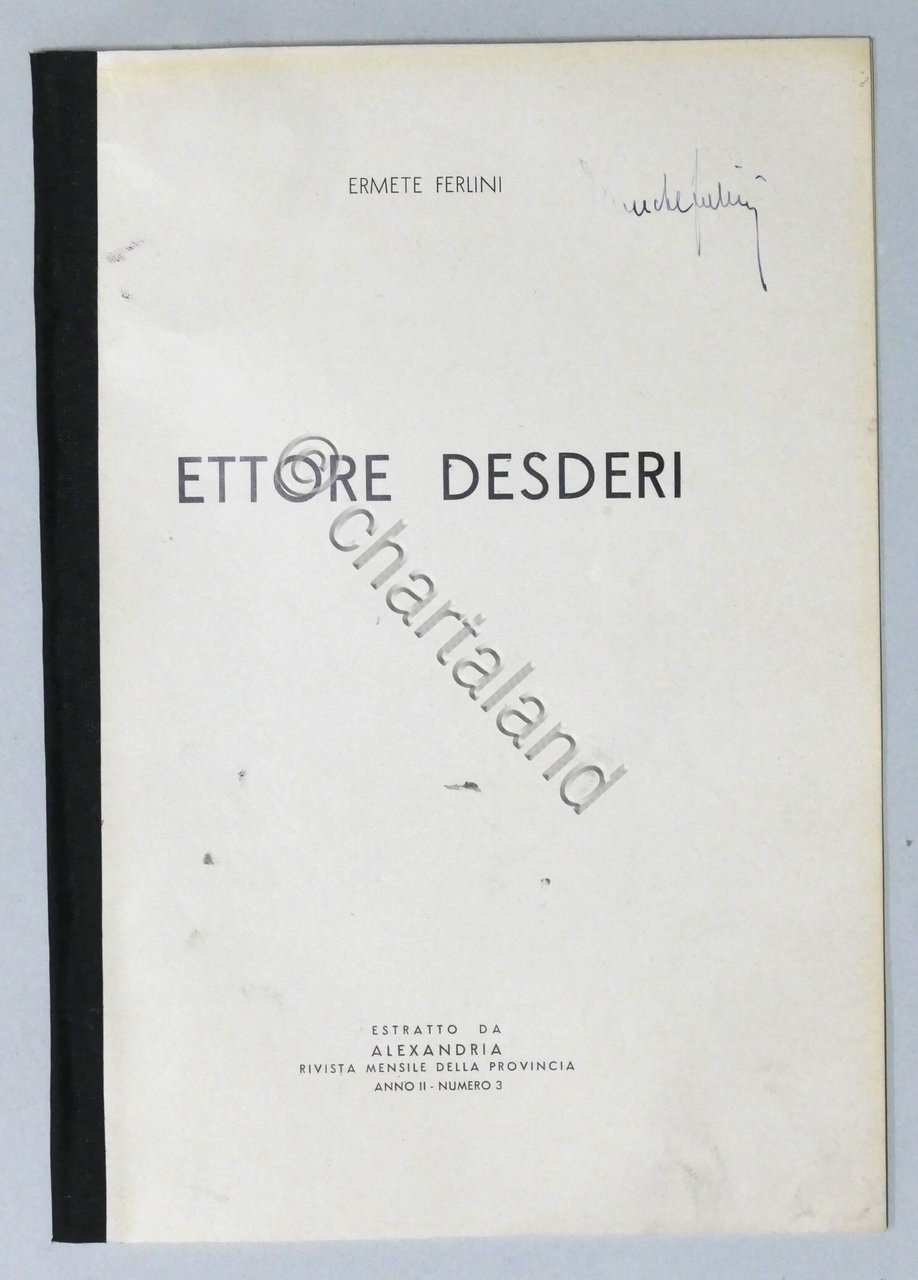 ERMETE FERLINI
ETTORE DESDERI
© chartaland
ESTRATTO DA
ALEXANDRIA
RIVISTA MENSILE DELLA PROVINCIA
ANNO II - NUMERO 3